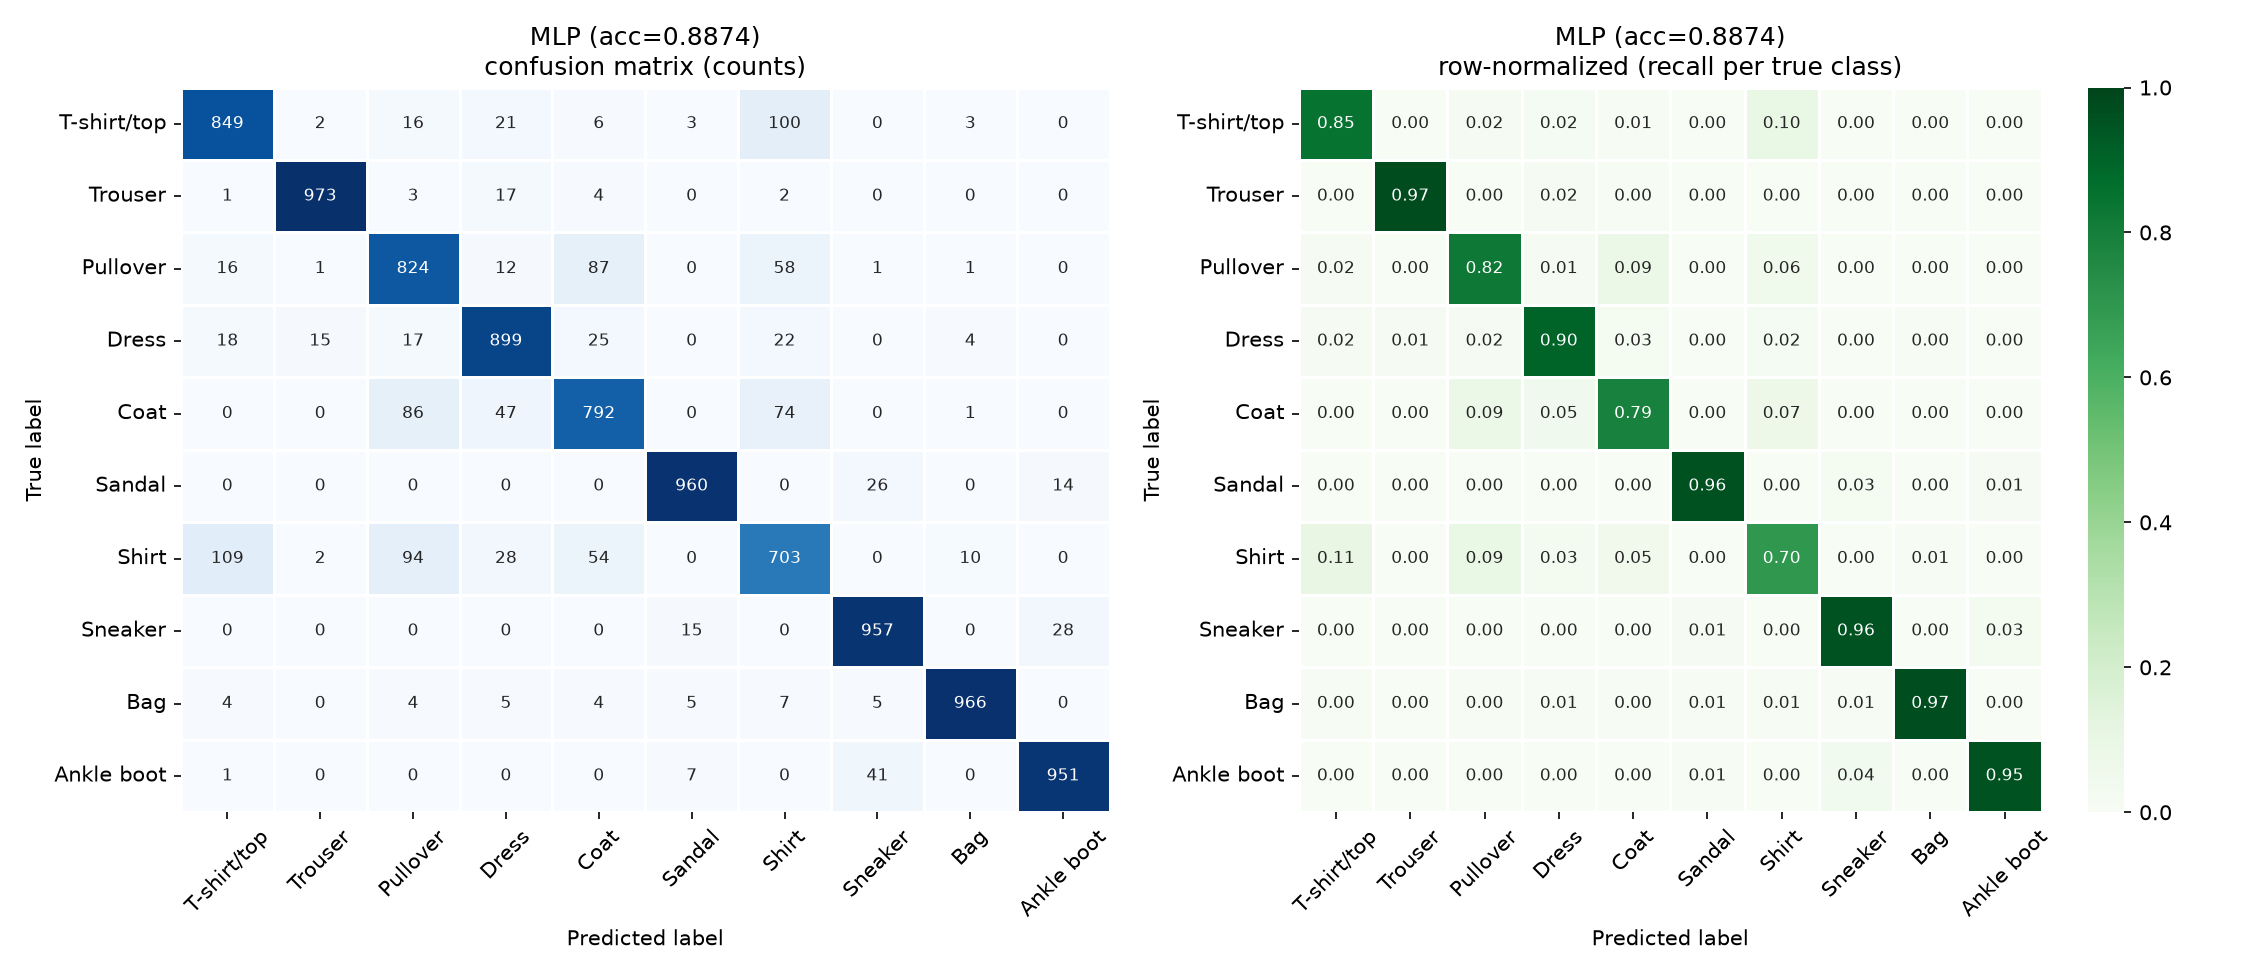 MLP (acc=0.8874)
confusion matrix (counts)
True label
T-shirt/top 849 2 16 21 6 3 100 0 3 0
Trouser 1 973 3 17 4 0 2 0 0 0
Pullover 16 1 824 12 87 0 58 1 1 0
Dress 18 15 17 899 25 0 22 0 4 0
Coat 0 0 86 47 792 0 74 0 1 0
Sandal 0 0 0 0 0 960 0 26 0 14
Shirt 109 2 94 28 54 0 703 0 10 0
Sneaker 0 0 0 0 0 15 0 957 0 28
Bag 4 0 4 5 4 5 7 5 966 0
Ankle boot 1 0 0 0 0 7 0 41 0 951
T-shirt/top Trouser Pullover Dress Coat Sandal Shirt Sneaker Bag Ankle boot
Predicted label
MLP (acc=0.8874)
row-normalized (recall per true class)
True label
T-shirt/top 0.85 0.00 0.02 0.02 0.01 0.00 0.10 0.00 0.00 0.00
Trouser 0.00 0.97 0.00 0.02 0.00 0.00 0.00 0.00 0.00 0.00
Pullover 0.02 0.00 0.82 0.01 0.09 0.00 0.06 0.00 0.00 0.00
Dress 0.02 0.01 0.02 0.90 0.03 0.00 0.02 0.00 0.00 0.00
Coat 0.00 0.00 0.09 0.05 0.79 0.00 0.07 0.00 0.00 0.00
Sandal 0.00 0.00 0.00 0.00 0.00 0.96 0.00 0.03 0.00 0.01
Shirt 0.11 0.00 0.09 0.03 0.05 0.00 0.70 0.00 0.01 0.00
Sneaker 0.00 0.00 0.00 0.00 0.00 0.01 0.00 0.96 0.00 0.03
Bag 0.00 0.00 0.00 0.01 0.00 0.01 0.01 0.01 0.97 0.00
Ankle boot 0.00 0.00 0.00 0.00 0.00 0.01 0.00 0.04 0.00 0.95
T-shirt/top Trouser Pullover Dress Coat Sandal Shirt Sneaker Bag Ankle boot
Predicted label
1.0
0.8
0.6
0.4
0.2
0.0